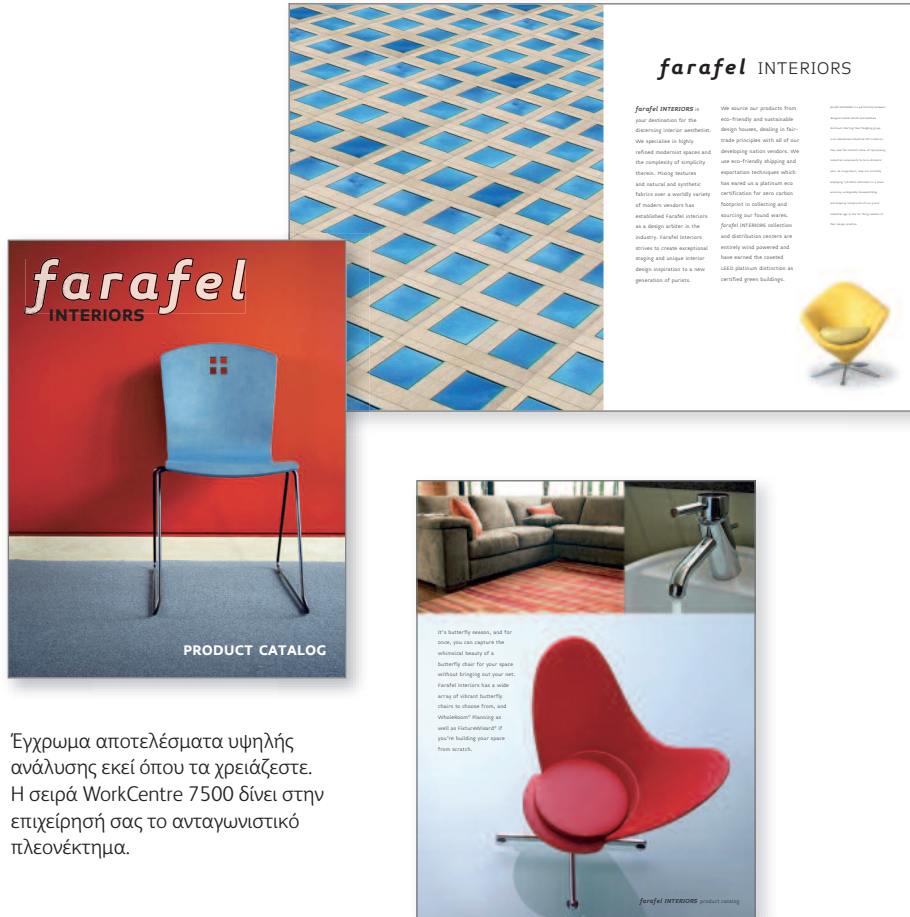 farafel INTERIORS
farafel INTERIORS is
your destination for the
discerning interior aesthetist.
We specialise in highly
refined modernist spaces and
the complexity of simplicity
therein. Mixing textures
and natural and synthetic
fabrics over a worldly variety
of modern vendors has
established Farafel interiors
as a design arbiter in the
industry. Farafel interiors
strives to create exceptional
staging and unique interior
design inspiration to a new
generation of purists.
We source our products from
eco-friendly and sustainable
design houses, dealing in fair-
trade principles with all of our
developing nation vendors. We
use eco-friendly shipping and
exportation techniques which
has eared us a platinum eco
certification for zero carbon
footprint in collecting and
sourcing our found wares.
farafel INTERIORS collection
and distribution centers are
entirely wind powered and
have earned the coveted
LEED platinum distinction as
certified green buildings.
farafel
INTERIORS
PRODUCT CATALOG
It's butterfly season, and for
once, you can capture the
whimsical beauty of a
butterfly chair for your space
without bringing out your net.
Farafel interiors has a wide
array of vibrant butterfly
chairs to choose from, and
WholeRoom® Planning as
well as FixtureWizard® if
you're building your space
from scratch.
farafel INTERIORS product catalog
Έγχρωμα αποτελέσματα υψηλής
ανάλυσης εκεί όπου τα χρειάζεστε.
Η σειρά WorkCentre 7500 δίνει στην
επιχείρησή σας το ανταγωνιστικό
πλεονέκτημα.